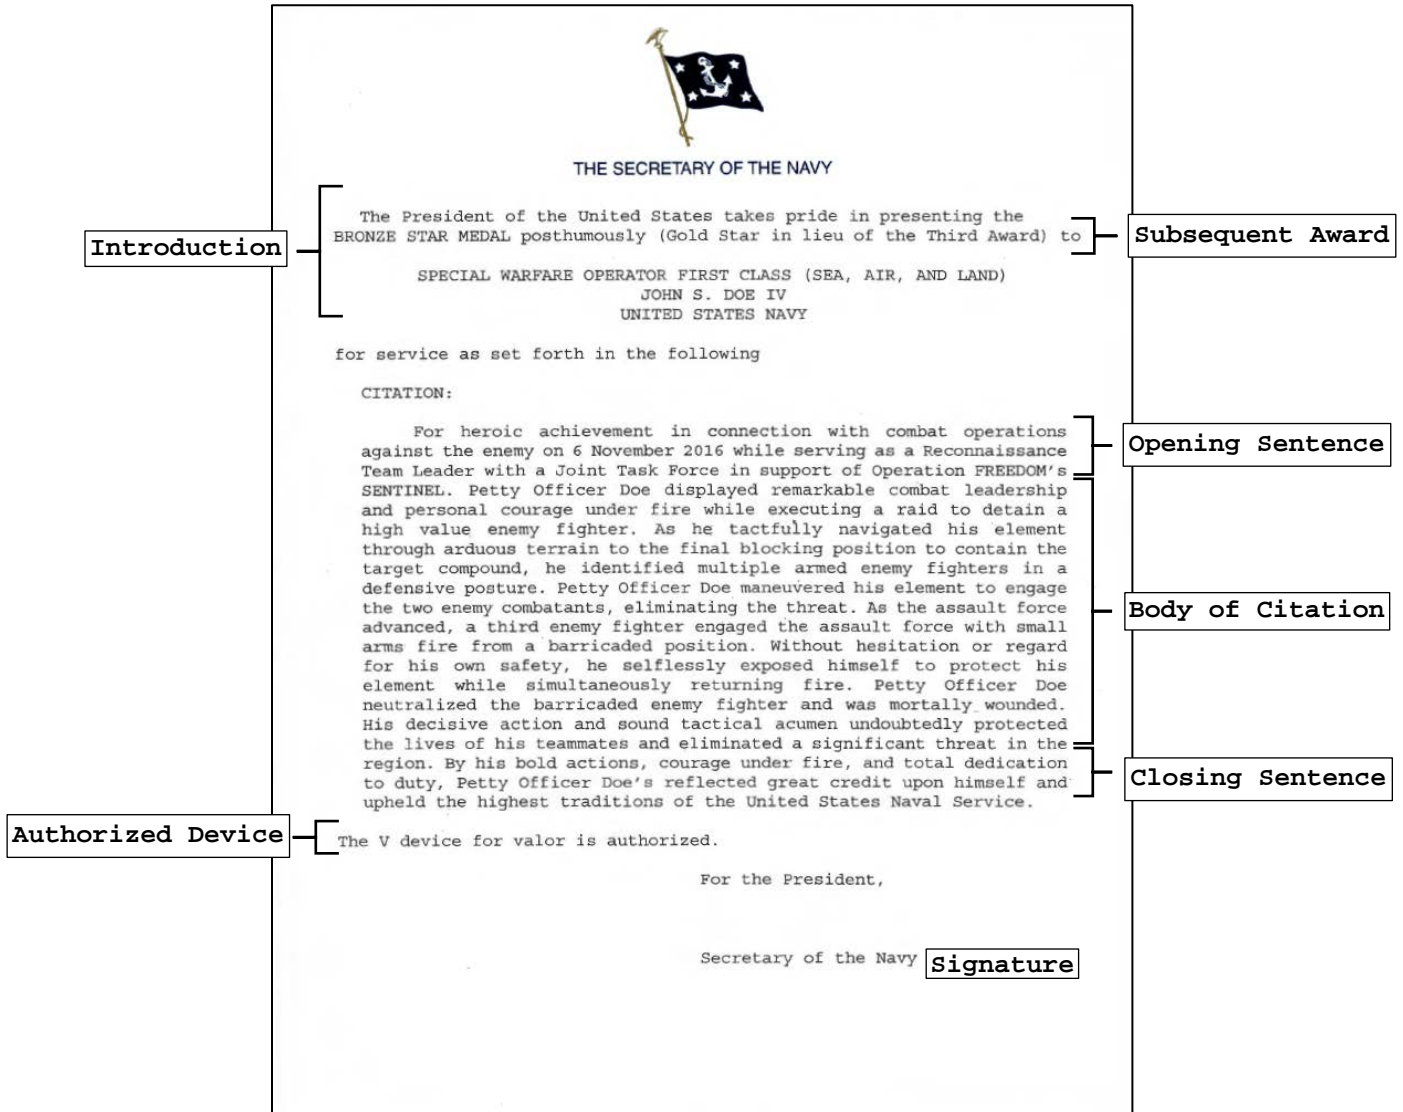 THE SECRETARY OF THE NAVY
The President of the United States takes pride in presenting the
BRONZE STAR MEDAL posthumously (Gold Star in lieu of the Third Award) to
Introduction
Subsequent Award
SPECIAL WARFARE OPERATOR FIRST CLASS (SEA, AIR, AND LAND)
JOHN S. DOE IV
UNITED STATES NAVY
for service as set forth in the following
CITATION:
For heroic achievement in connection with combat operations
against the enemy on 6 November 2016 while serving as a Reconnaissance
Team Leader with a Joint Task Force in support of Operation FREEDOM's
Opening Sentence
SENTINEL. Petty Officer Doe displayed remarkable combat leadership
and personal courage under fire while executing a raid to detain a
high value enemy fighter. As he tactfully navigated his element
through arduous terrain to the final blocking position to contain the
target compound, he identified multiple armed enemy fighters in a
defensive posture. Petty Officer Doe maneuvered his element to engage
the two enemy combatants, eliminating the threat. As the assault force
advanced, a third enemy fighter engaged the assault force with small
arms fire from a barricaded position. Without hesitation or regard
for his own safety, he selflessly exposed himself to protect his
element while simultaneously returning fire. Petty Officer Doe
neutralized the barricaded enemy fighter and was mortally wounded.
His decisive action and sound tactical acumen undoubtedly protected
the lives of his teammates and eliminated a significant threat in the
Body of Citation
region. By his bold actions, courage under fire, and total dedication
to duty, Petty Officer Doe's reflected great credit upon himself and
upheld the highest traditions of the United States Naval Service.
Closing Sentence
Authorized Device
The V device for valor is authorized.
For the President,
Secretary of the Navy
Signature